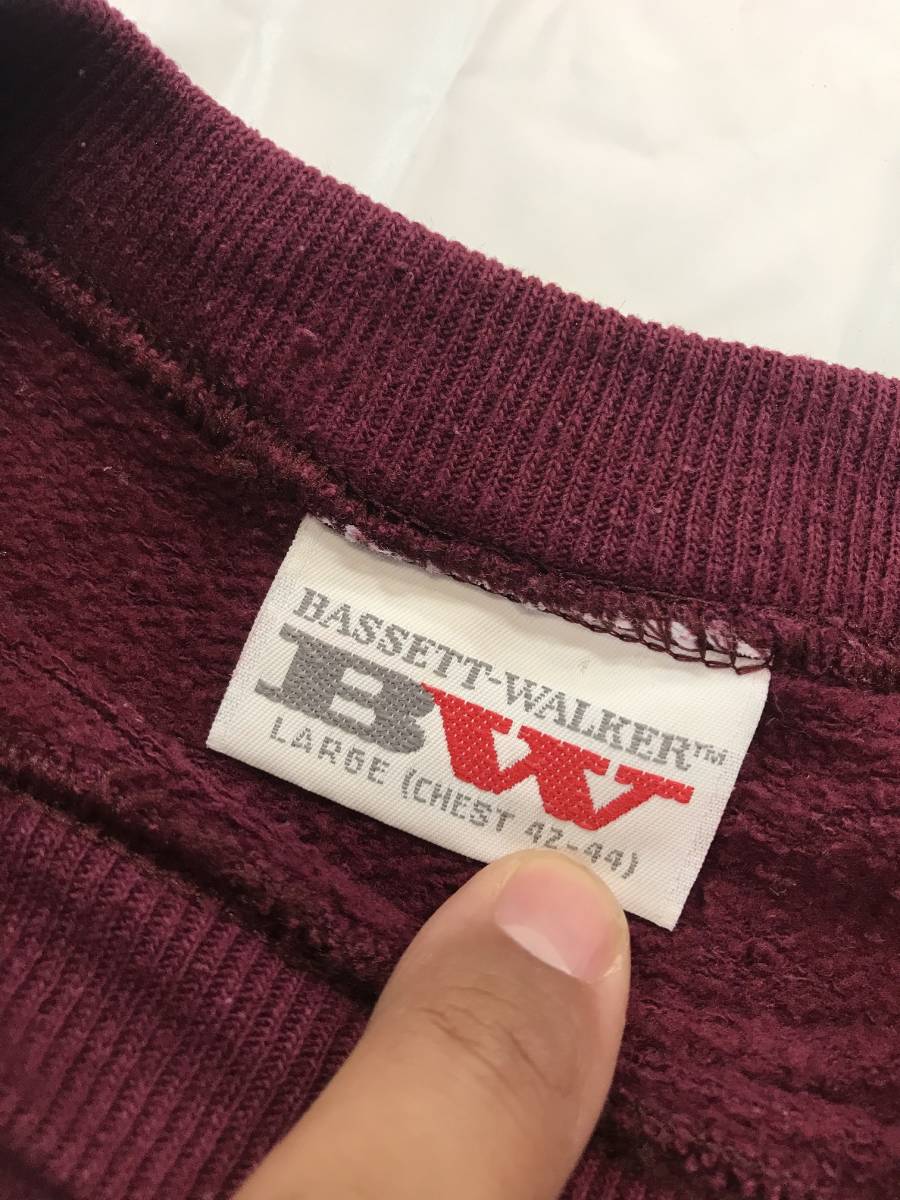 BASSETT-WALKER™
BW
LARGE (CHEST 42-44)